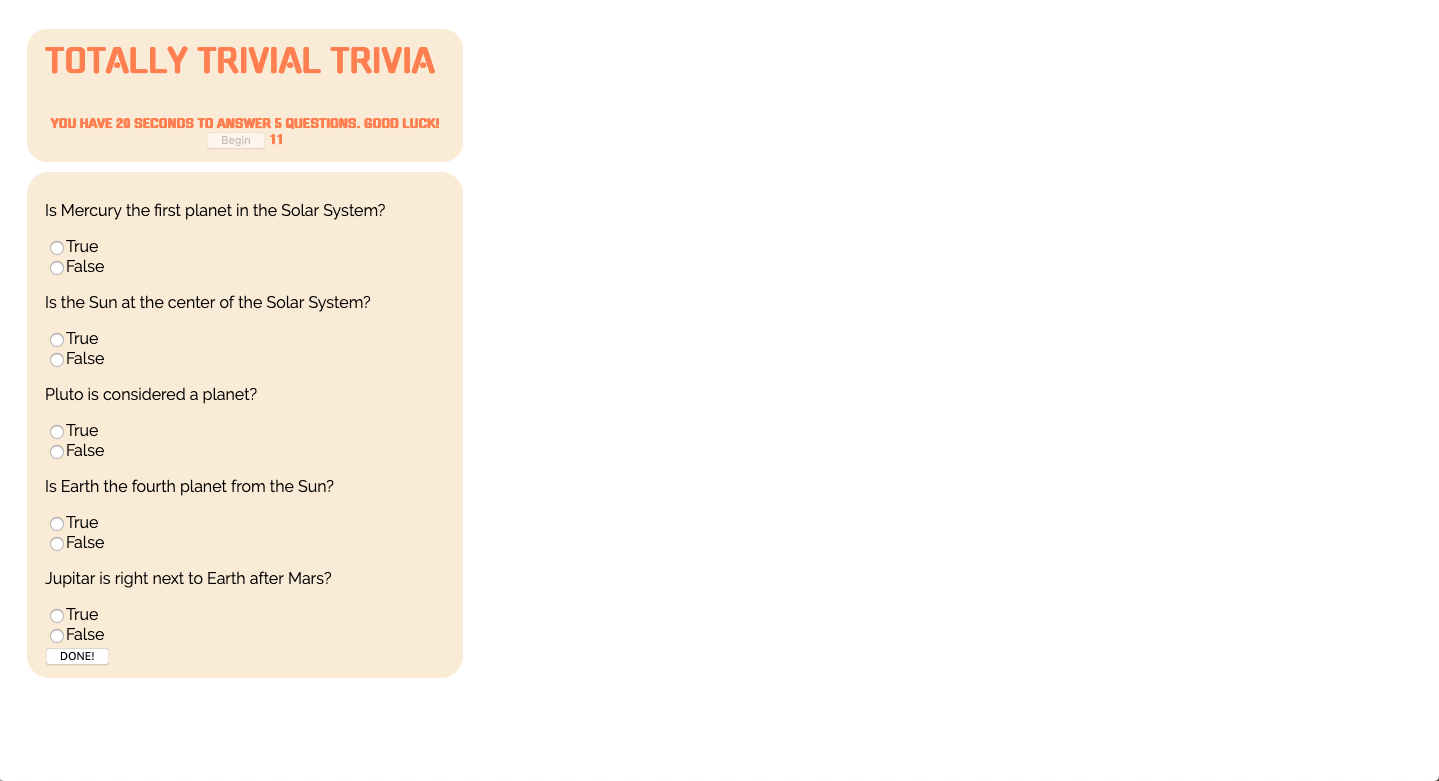 TOTALLY TRIVIAL TRIVIA
YOU HAVE 20 SECONDS TO ANSWER 5 QUESTIONS. GOOD LUCK!
Begin 11
Is Mercury the first planet in the Solar System?
True
False
Is the Sun at the center of the Solar System?
True
False
Pluto is considered a planet?
True
False
Is Earth the fourth planet from the Sun?
True
False
Jupitar is right next to Earth after Mars?
True
False
DONE!